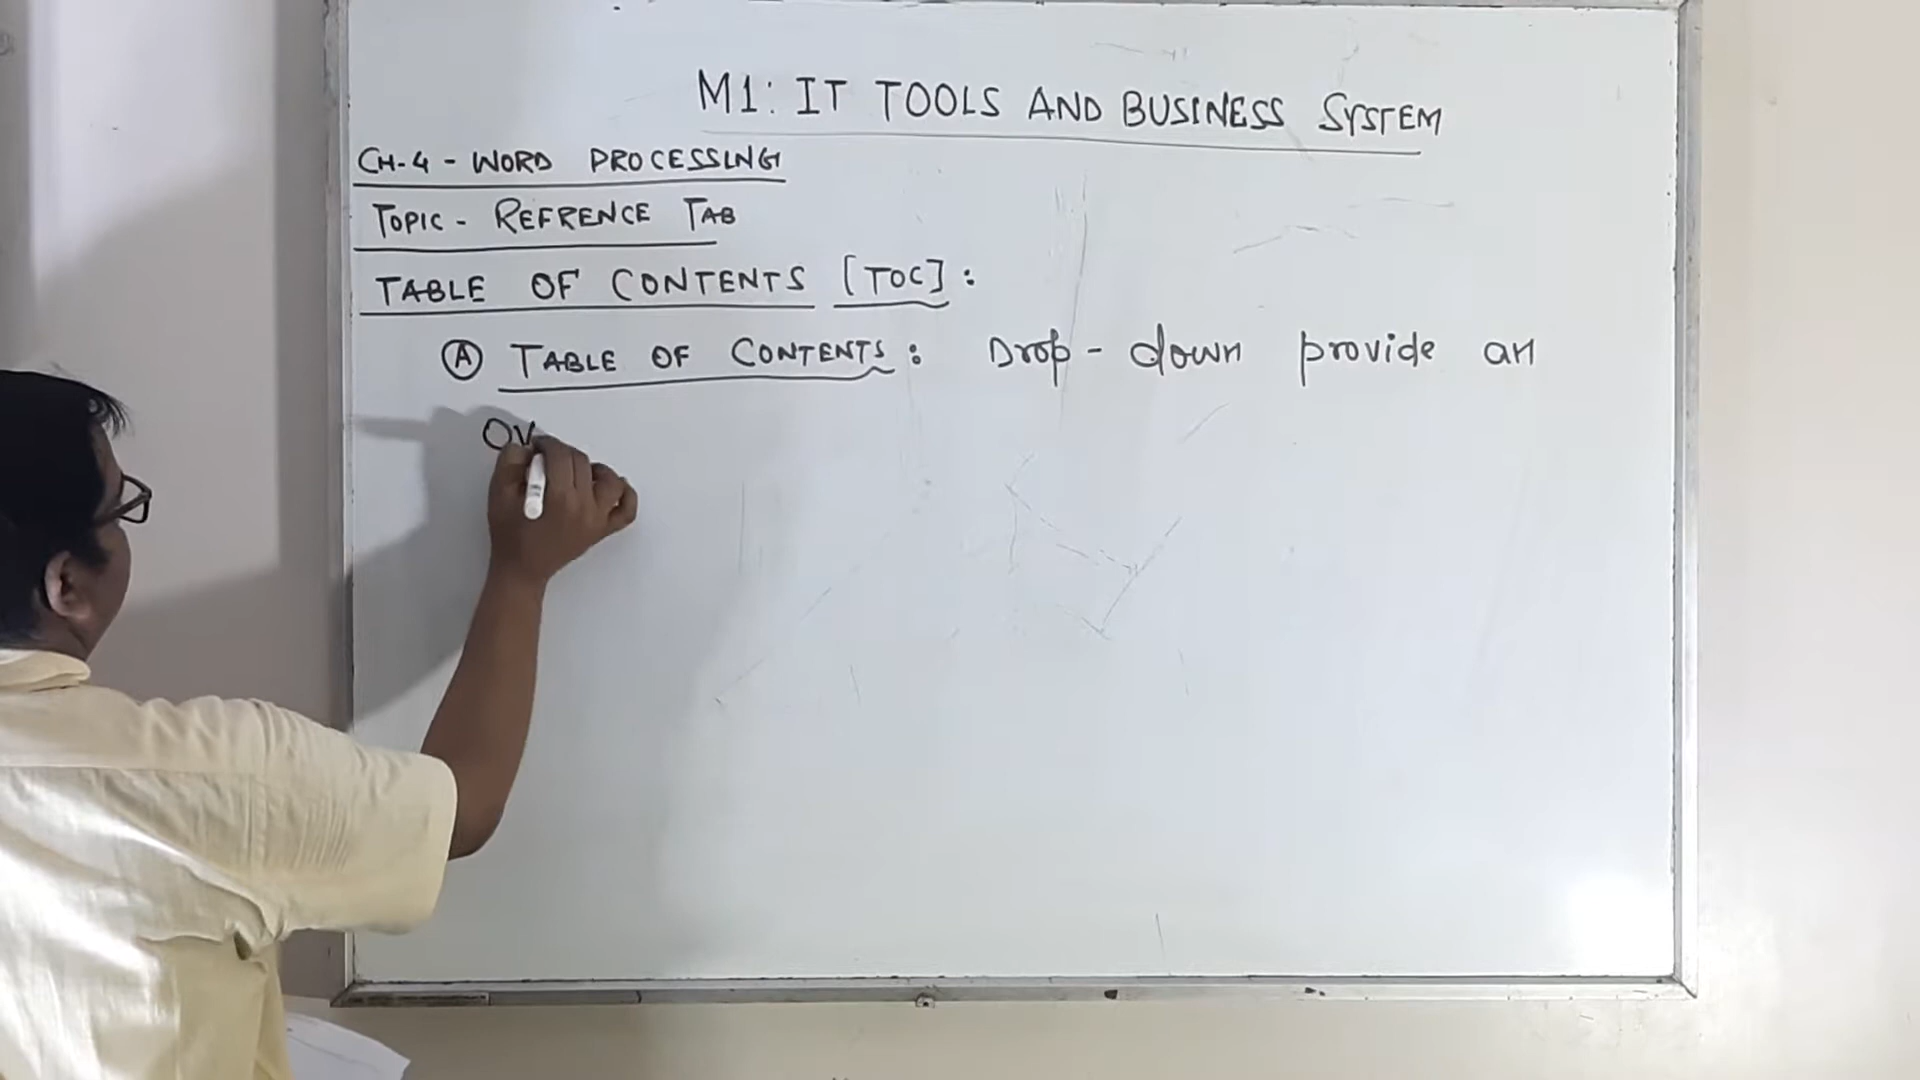 M1: IT TOOLS AND BUSINESS SYSTEM
CH-4 - WORD PROCESSING
TOPIC - REFRENCE TAB
TABLE OF CONTENTS [TOC] :
Ⓐ TABLE OF CONTENTS : Drop - down provide an
Ov